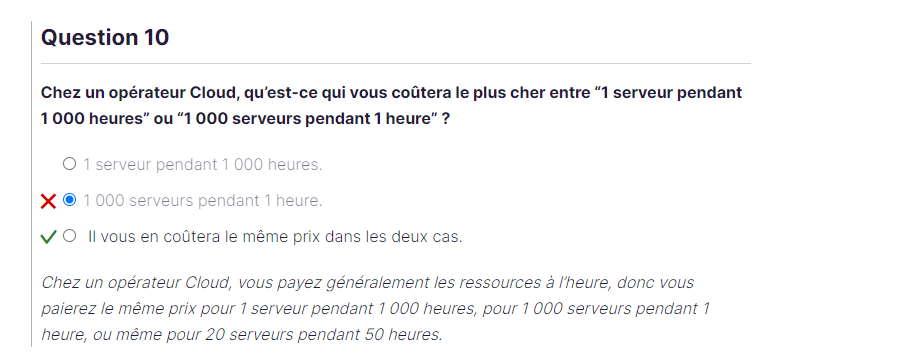 Question 10
Chez un opérateur Cloud, qu’est-ce qui vous coûtera le plus cher entre “1 serveur pendant
1 000 heures” ou “1 000 serveurs pendant 1 heure” ?
1 serveur pendant 1 000 heures.
1 000 serveurs pendant 1 heure.
Il vous en coûtera le même prix dans les deux cas.
Chez un opérateur Cloud, vous payez généralement les ressources à l’heure, donc vous
paierez le même prix pour 1 serveur pendant 1 000 heures, pour 1 000 serveurs pendant 1
heure, ou même pour 20 serveurs pendant 50 heures.